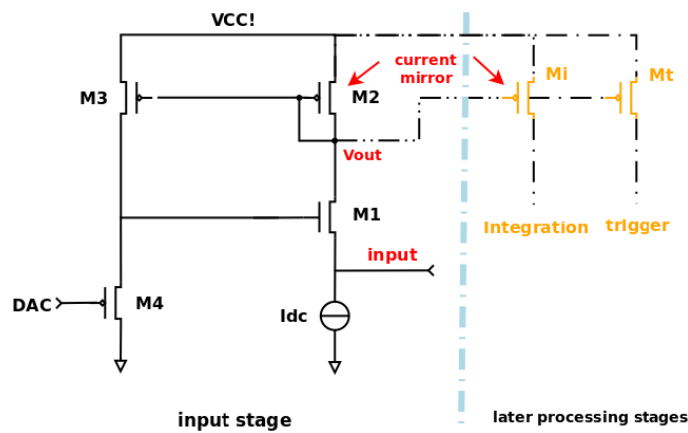 VCC!
current
mirror
M3
M2
Mi
Mt
Vout
M1
Integration
trIgger
input
DAC
M4
Idc
input stage
later processing stages